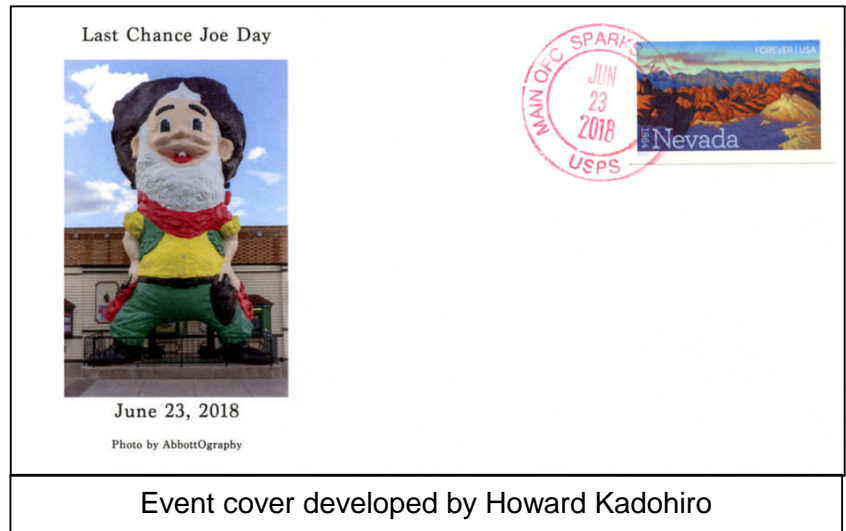 Last Chance Joe Day
June 23, 2018
Photo by AbbottOgraphy
MAIN OFC SPARKS
JUN
23
2018
USPS
FOREVER | USA
1864
Nevada
Event cover developed by Howard Kadohiro